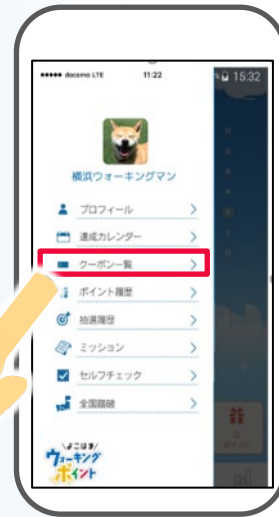 docomo LTE 11:22
15:32
横浜ウォーキングマン
プロフィール
達成カレンダー
クーポン一覧
ポイント履歴
抽選履歴
ミッション
セルフチェック
全国踏破
よこはま
ウォーキング
ポイント